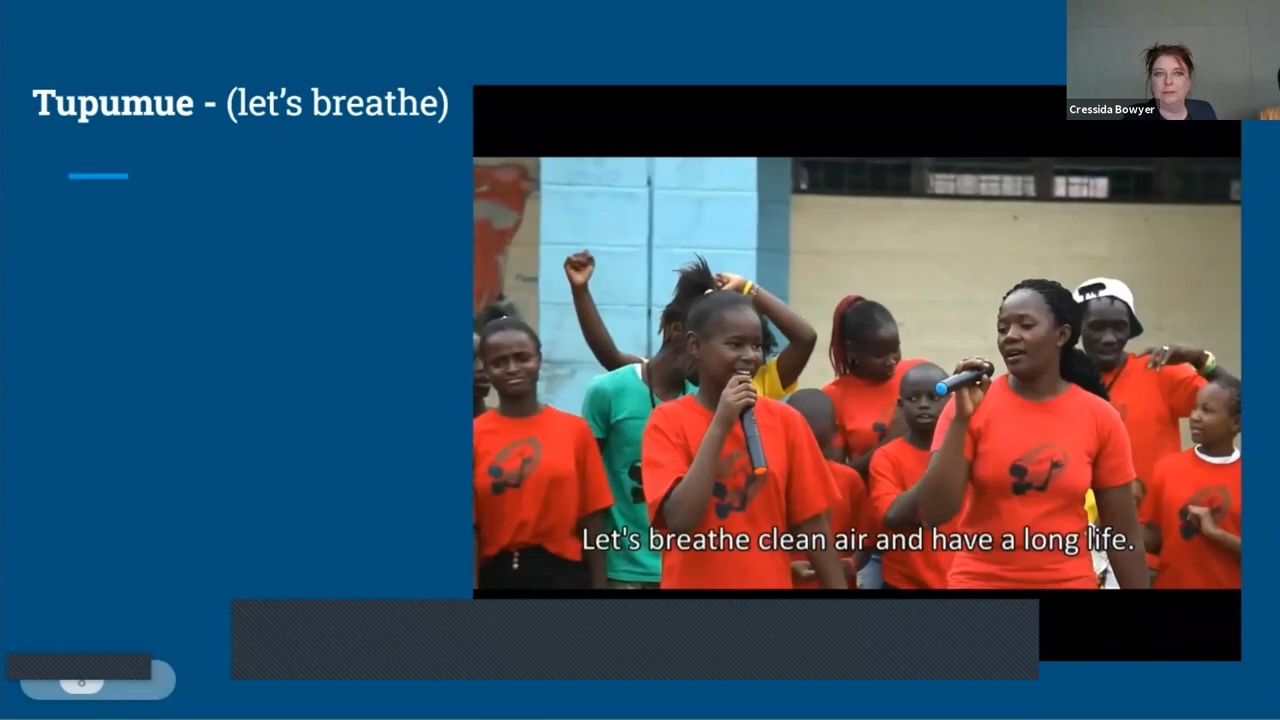 Tupumue - (let's breathe)
Cressida Bowyer
Let's breathe clean air and have a long life.